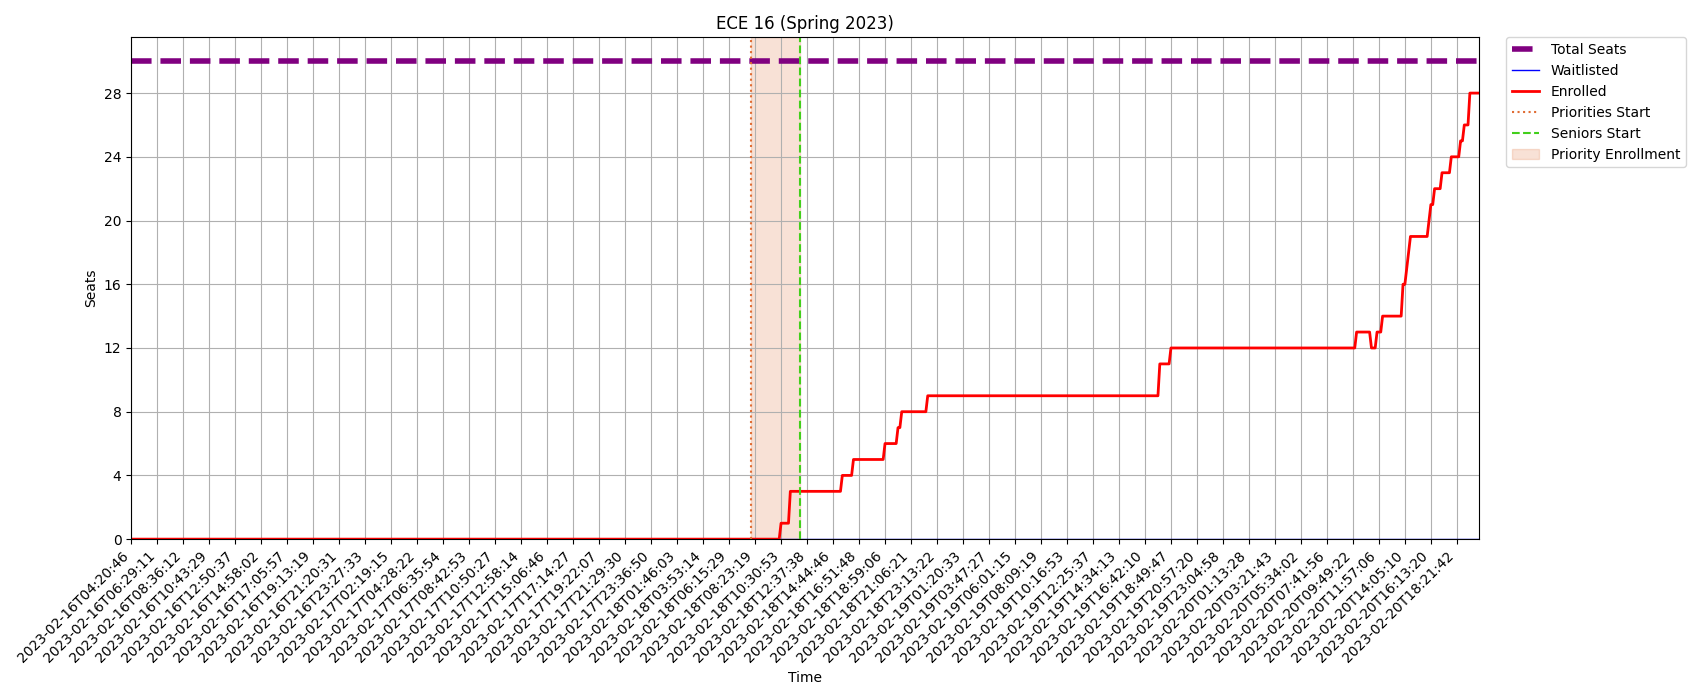 ECE 16 (Spring 2023)
Total Seats
Waitlisted
Enrolled
Priorities Start
Seniors Start
Priority Enrollment
28
24
20
16
12
8
4
0
Seats
2023-02-16T04:20:46
2023-02-16T06:29:11
2023-02-16T08:36:12
2023-02-16T10:43:29
2023-02-16T12:50:37
2023-02-16T14:58:02
2023-02-16T17:05:57
2023-02-16T19:13:19
2023-02-16T21:20:31
2023-02-16T23:27:33
2023-02-17T02:19:15
2023-02-17T04:28:22
2023-02-17T06:35:54
2023-02-17T08:42:53
2023-02-17T10:50:27
2023-02-17T12:58:14
2023-02-17T15:06:46
2023-02-17T17:14:27
2023-02-17T19:22:07
2023-02-17T21:29:30
2023-02-17T23:36:50
2023-02-18T01:46:03
2023-02-18T03:53:14
2023-02-18T06:15:29
2023-02-18T08:23:19
2023-02-18T10:30:53
2023-02-18T12:37:38
2023-02-18T14:44:46
2023-02-18T16:51:48
2023-02-18T18:59:06
2023-02-18T21:06:21
2023-02-18T23:13:22
2023-02-19T01:20:33
2023-02-19T03:47:27
2023-02-19T06:01:15
2023-02-19T08:09:19
2023-02-19T10:16:53
2023-02-19T12:25:37
2023-02-19T14:34:13
2023-02-19T16:42:10
2023-02-19T18:49:47
2023-02-19T20:57:20
2023-02-19T23:04:58
2023-02-20T01:13:28
2023-02-20T03:21:43
2023-02-20T05:34:02
2023-02-20T07:41:56
2023-02-20T09:49:22
2023-02-20T11:57:06
2023-02-20T14:05:10
2023-02-20T16:13:20
2023-02-20T18:21:42
Time